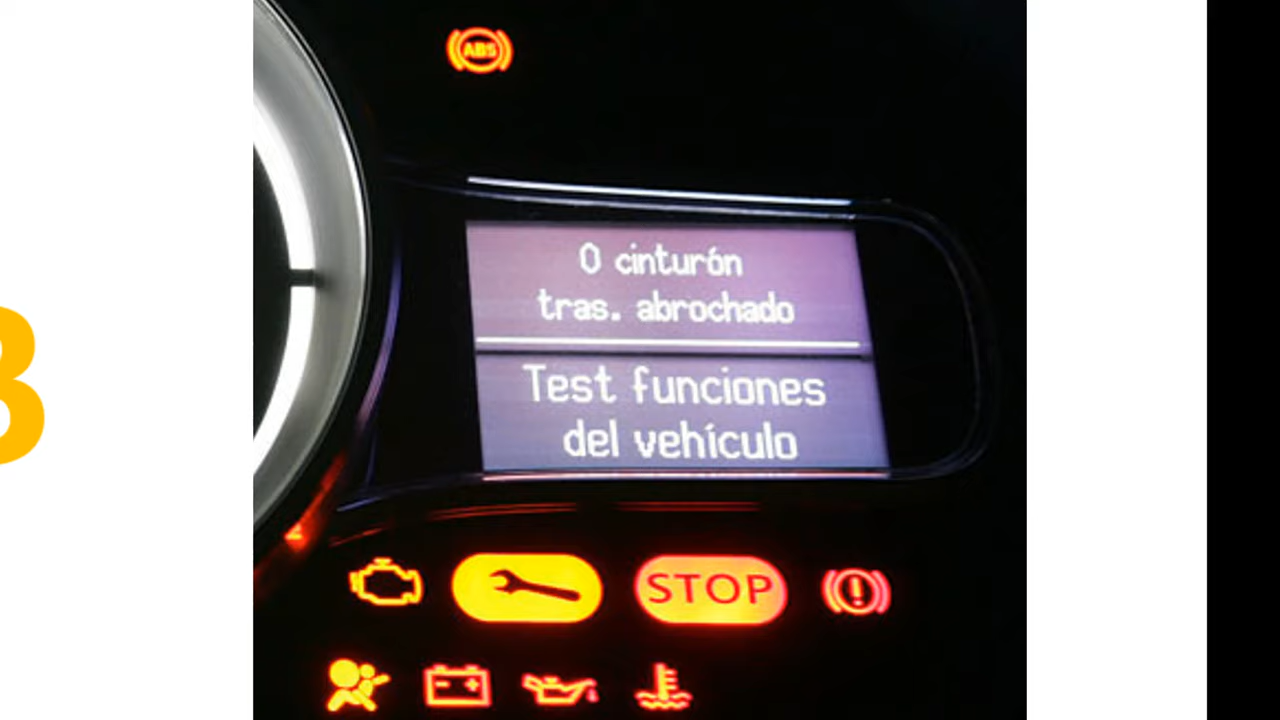 ABS
0 cinturón
tras. abrochado
Test funciones
del vehículo
STOP